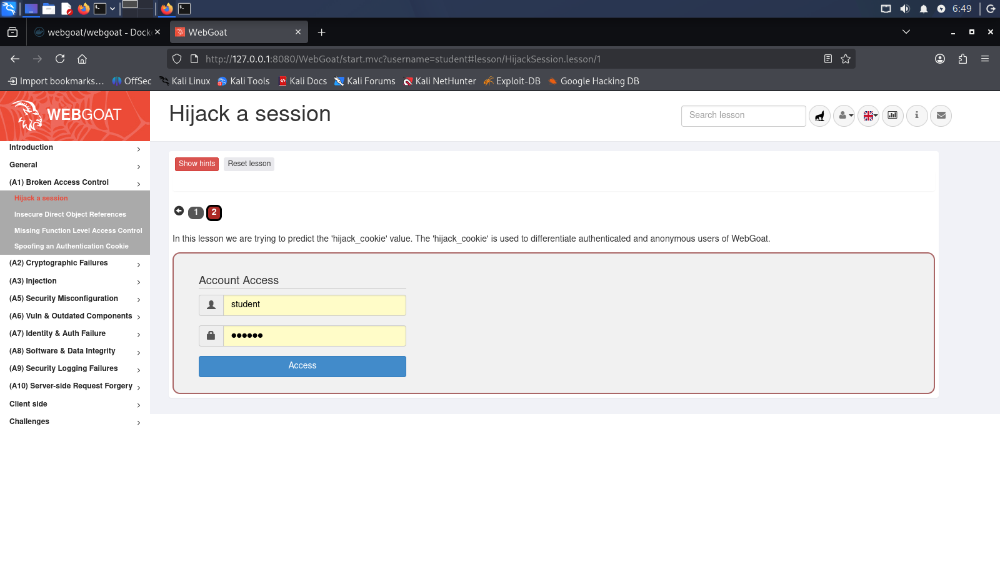 6:49
webgoat/webgoat - Dock
WebGoat
http://127.0.0.1:8080/WebGoat/start.mvc?username=student#lesson/HijackSession.lesson/1
Import bookmarks...
OffSec
Kali Linux
Kali Tools
Kali Docs
Kali Forums
Kali NetHunter
Exploit-DB
Google Hacking DB
WEBGOAT
Hijack a session
Search lesson
Introduction
General
(A1) Broken Access Control
Hijack a session
Insecure Direct Object References
Missing Function Level Access Control
Spoofing an Authentication Cookie
(A2) Cryptographic Failures
(A3) Injection
(A5) Security Misconfiguration
(A6) Vuln & Outdated Components
(A7) Identity & Auth Failure
(A8) Software & Data Integrity
(A9) Security Logging Failures
(A10) Server-side Request Forgery
Client side
Challenges
Show hints
Reset lesson
1
2
In this lesson we are trying to predict the 'hijack_cookie' value. The 'hijack_cookie' is used to differentiate authenticated and anonymous users of WebGoat.
Account Access
student
••••••
Access